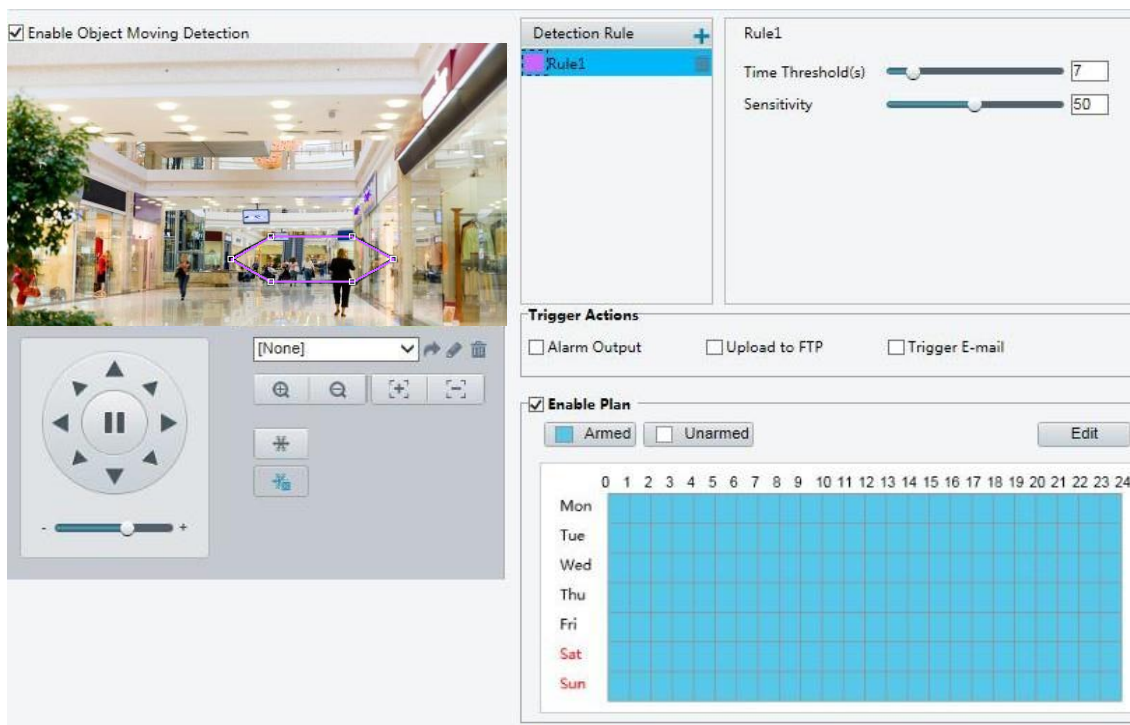 Enable Object Moving Detection
Detection Rule
Rule1
Rule1
Time Threshold(s) 7
Sensitivity 50
[None]
- +
Trigger Actions
Alarm Output Upload to FTP Trigger E-mail
Enable Plan
Armed Unarmed Edit
0 1 2 3 4 5 6 7 8 9 10 11 12 13 14 15 16 17 18 19 20 21 22 23 24
Mon
Tue
Wed
Thu
Fri
Sat
Sun